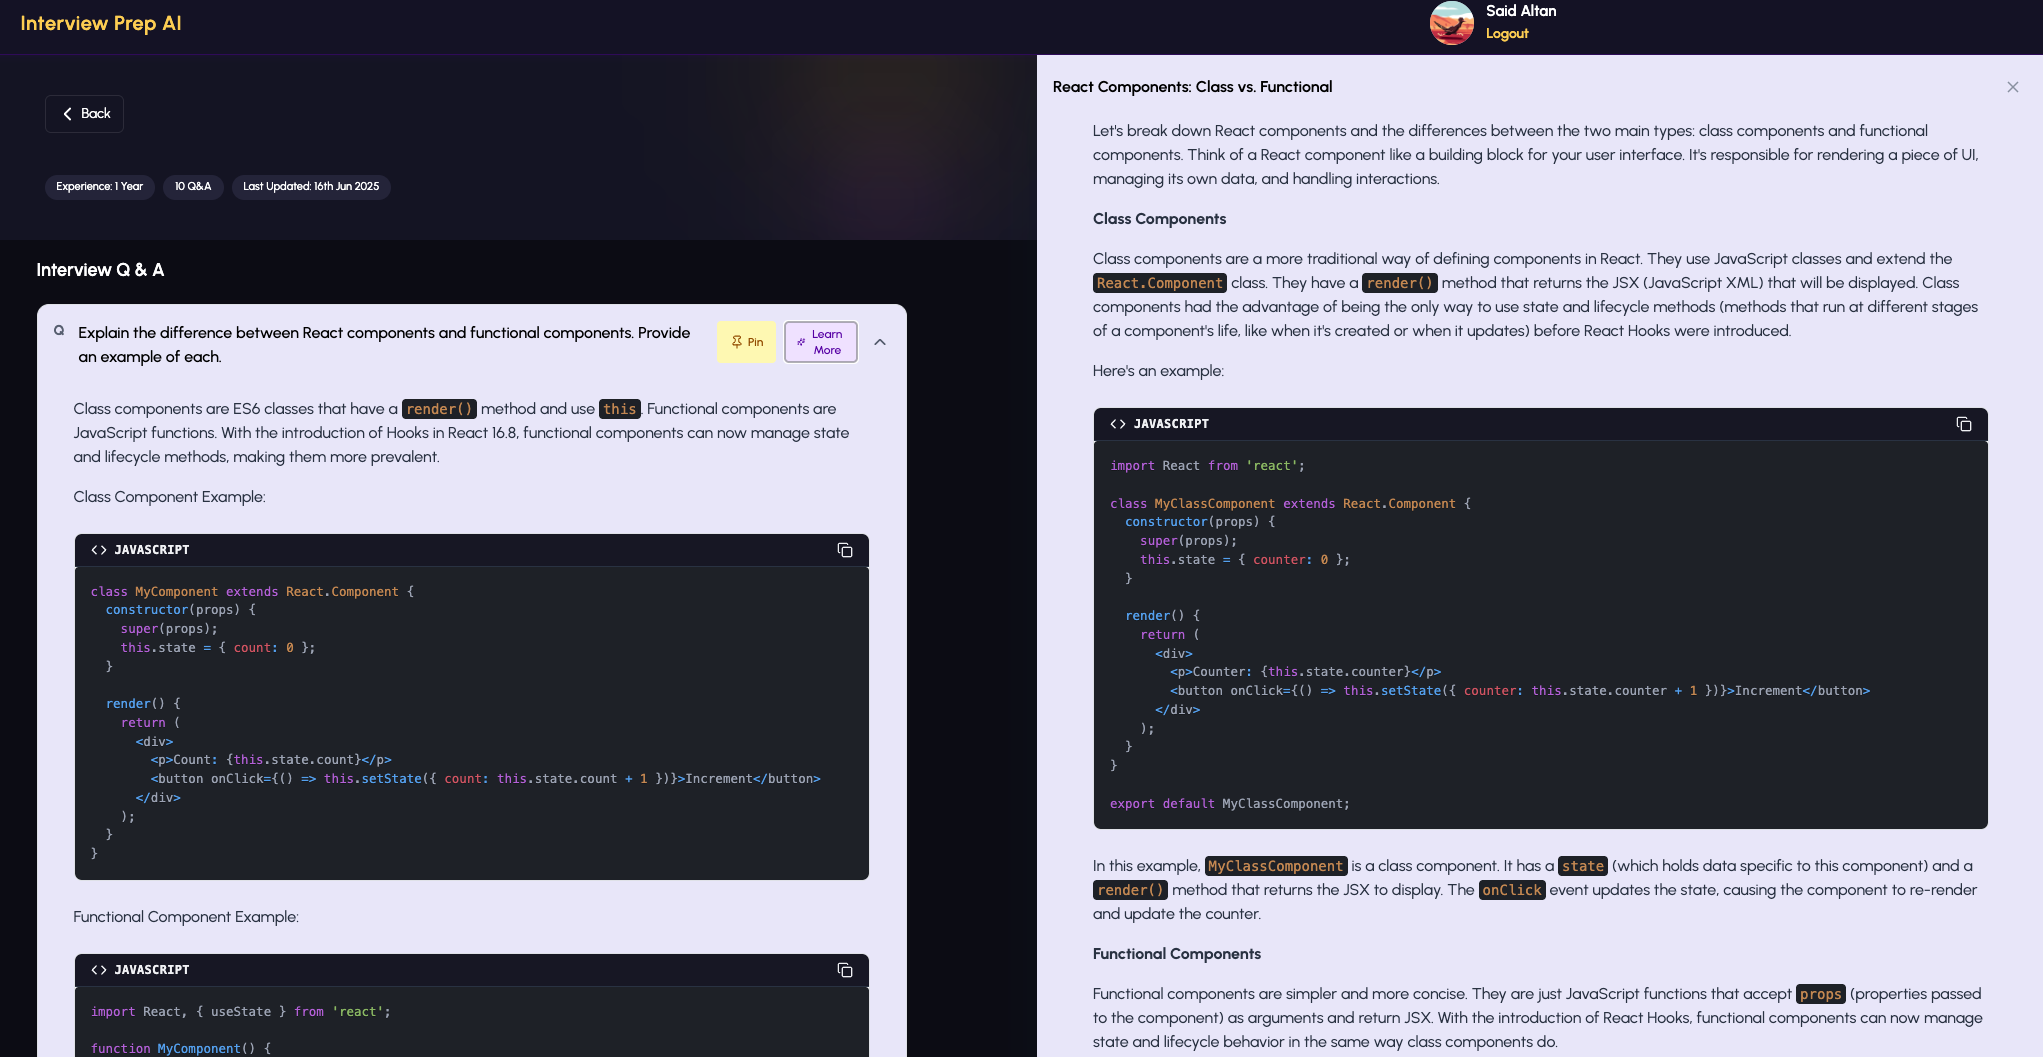 Interview Prep AI
Said Altan
Logout
Back
Experience: 1 Year
10 Q&A
Last Updated: 16th Jun 2025
Interview Q & A
Q
Explain the difference between React components and functional components. Provide
an example of each.
Pin
Learn
More
Class components are ES6 classes that have a render() method and use this. Functional components are
JavaScript functions. With the introduction of Hooks in React 16.8, functional components can now manage state
and lifecycle methods, making them more prevalent.
Class Component Example:
<> JAVASCRIPT
class MyComponent extends React.Component {
  constructor(props) {
    super(props);
    this.state = { count: 0 };
  }

  render() {
    return (
      <div>
        <p>Count: {this.state.count}</p>
        <button onClick={() => this.setState({ count: this.state.count + 1 })}>Increment</button>
      </div>
    );
  }
}
Functional Component Example:
<> JAVASCRIPT
import React, { useState } from 'react';

function MyComponent() {
React Components: Class vs. Functional
Let's break down React components and the differences between the two main types: class components and functional
components. Think of a React component like a building block for your user interface. It's responsible for rendering a piece of UI,
managing its own data, and handling interactions.
Class Components
Class components are a more traditional way of defining components in React. They use JavaScript classes and extend the
React.Component class. They have a render() method that returns the JSX (JavaScript XML) that will be displayed. Class
components had the advantage of being the only way to use state and lifecycle methods (methods that run at different stages
of a component's life, like when it's created or when it updates) before React Hooks were introduced.
Here's an example:
<> JAVASCRIPT
import React from 'react';

class MyClassComponent extends React.Component {
  constructor(props) {
    super(props);
    this.state = { counter: 0 };
  }

  render() {
    return (
      <div>
        <p>Counter: {this.state.counter}</p>
        <button onClick={() => this.setState({ counter: this.state.counter + 1 })}>Increment</button>
      </div>
    );
  }
}

export default MyClassComponent;
In this example, MyClassComponent is a class component. It has a state (which holds data specific to this component) and a
render() method that returns the JSX to display. The onClick event updates the state, causing the component to re-render
and update the counter.
Functional Components
Functional components are simpler and more concise. They are just JavaScript functions that accept props (properties passed
to the component) as arguments and return JSX. With the introduction of React Hooks, functional components can now manage
state and lifecycle behavior in the same way class components do.